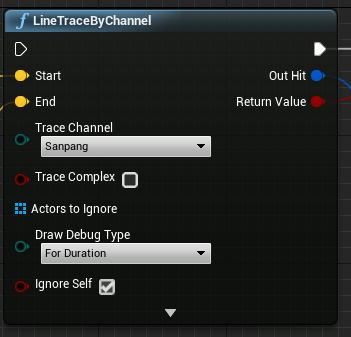 LineTraceByChannel
Start
Out Hit
End
Return Value
Trace Channel
Sanpang
Trace Complex
Actors to Ignore
Draw Debug Type
For Duration
Ignore Self